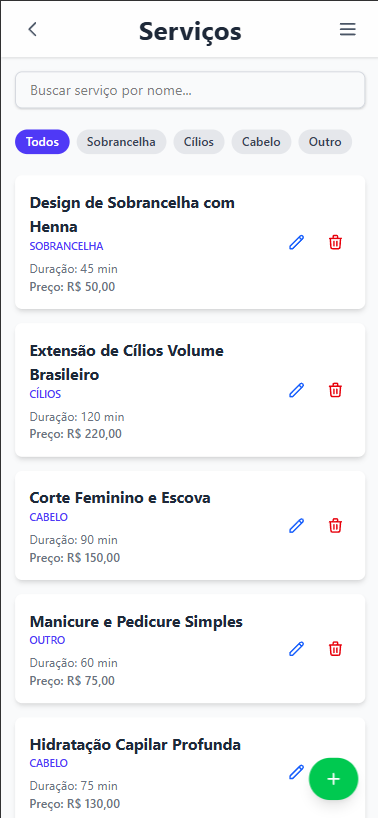 Serviços
Buscar serviço por nome...
Todos Sobrancelha Cílios Cabelo Outro
Design de Sobrancelha com
Henna
SOBRANCELHA
Duração: 45 min
Preço: R$ 50,00
Extensão de Cílios Volume
Brasileiro
CÍLIOS
Duração: 120 min
Preço: R$ 220,00
Corte Feminino e Escova
CABELO
Duração: 90 min
Preço: R$ 150,00
Manicure e Pedicure Simples
OUTRO
Duração: 60 min
Preço: R$ 75,00
Hidratação Capilar Profunda
CABELO
Duração: 75 min
Preço: R$ 130,00